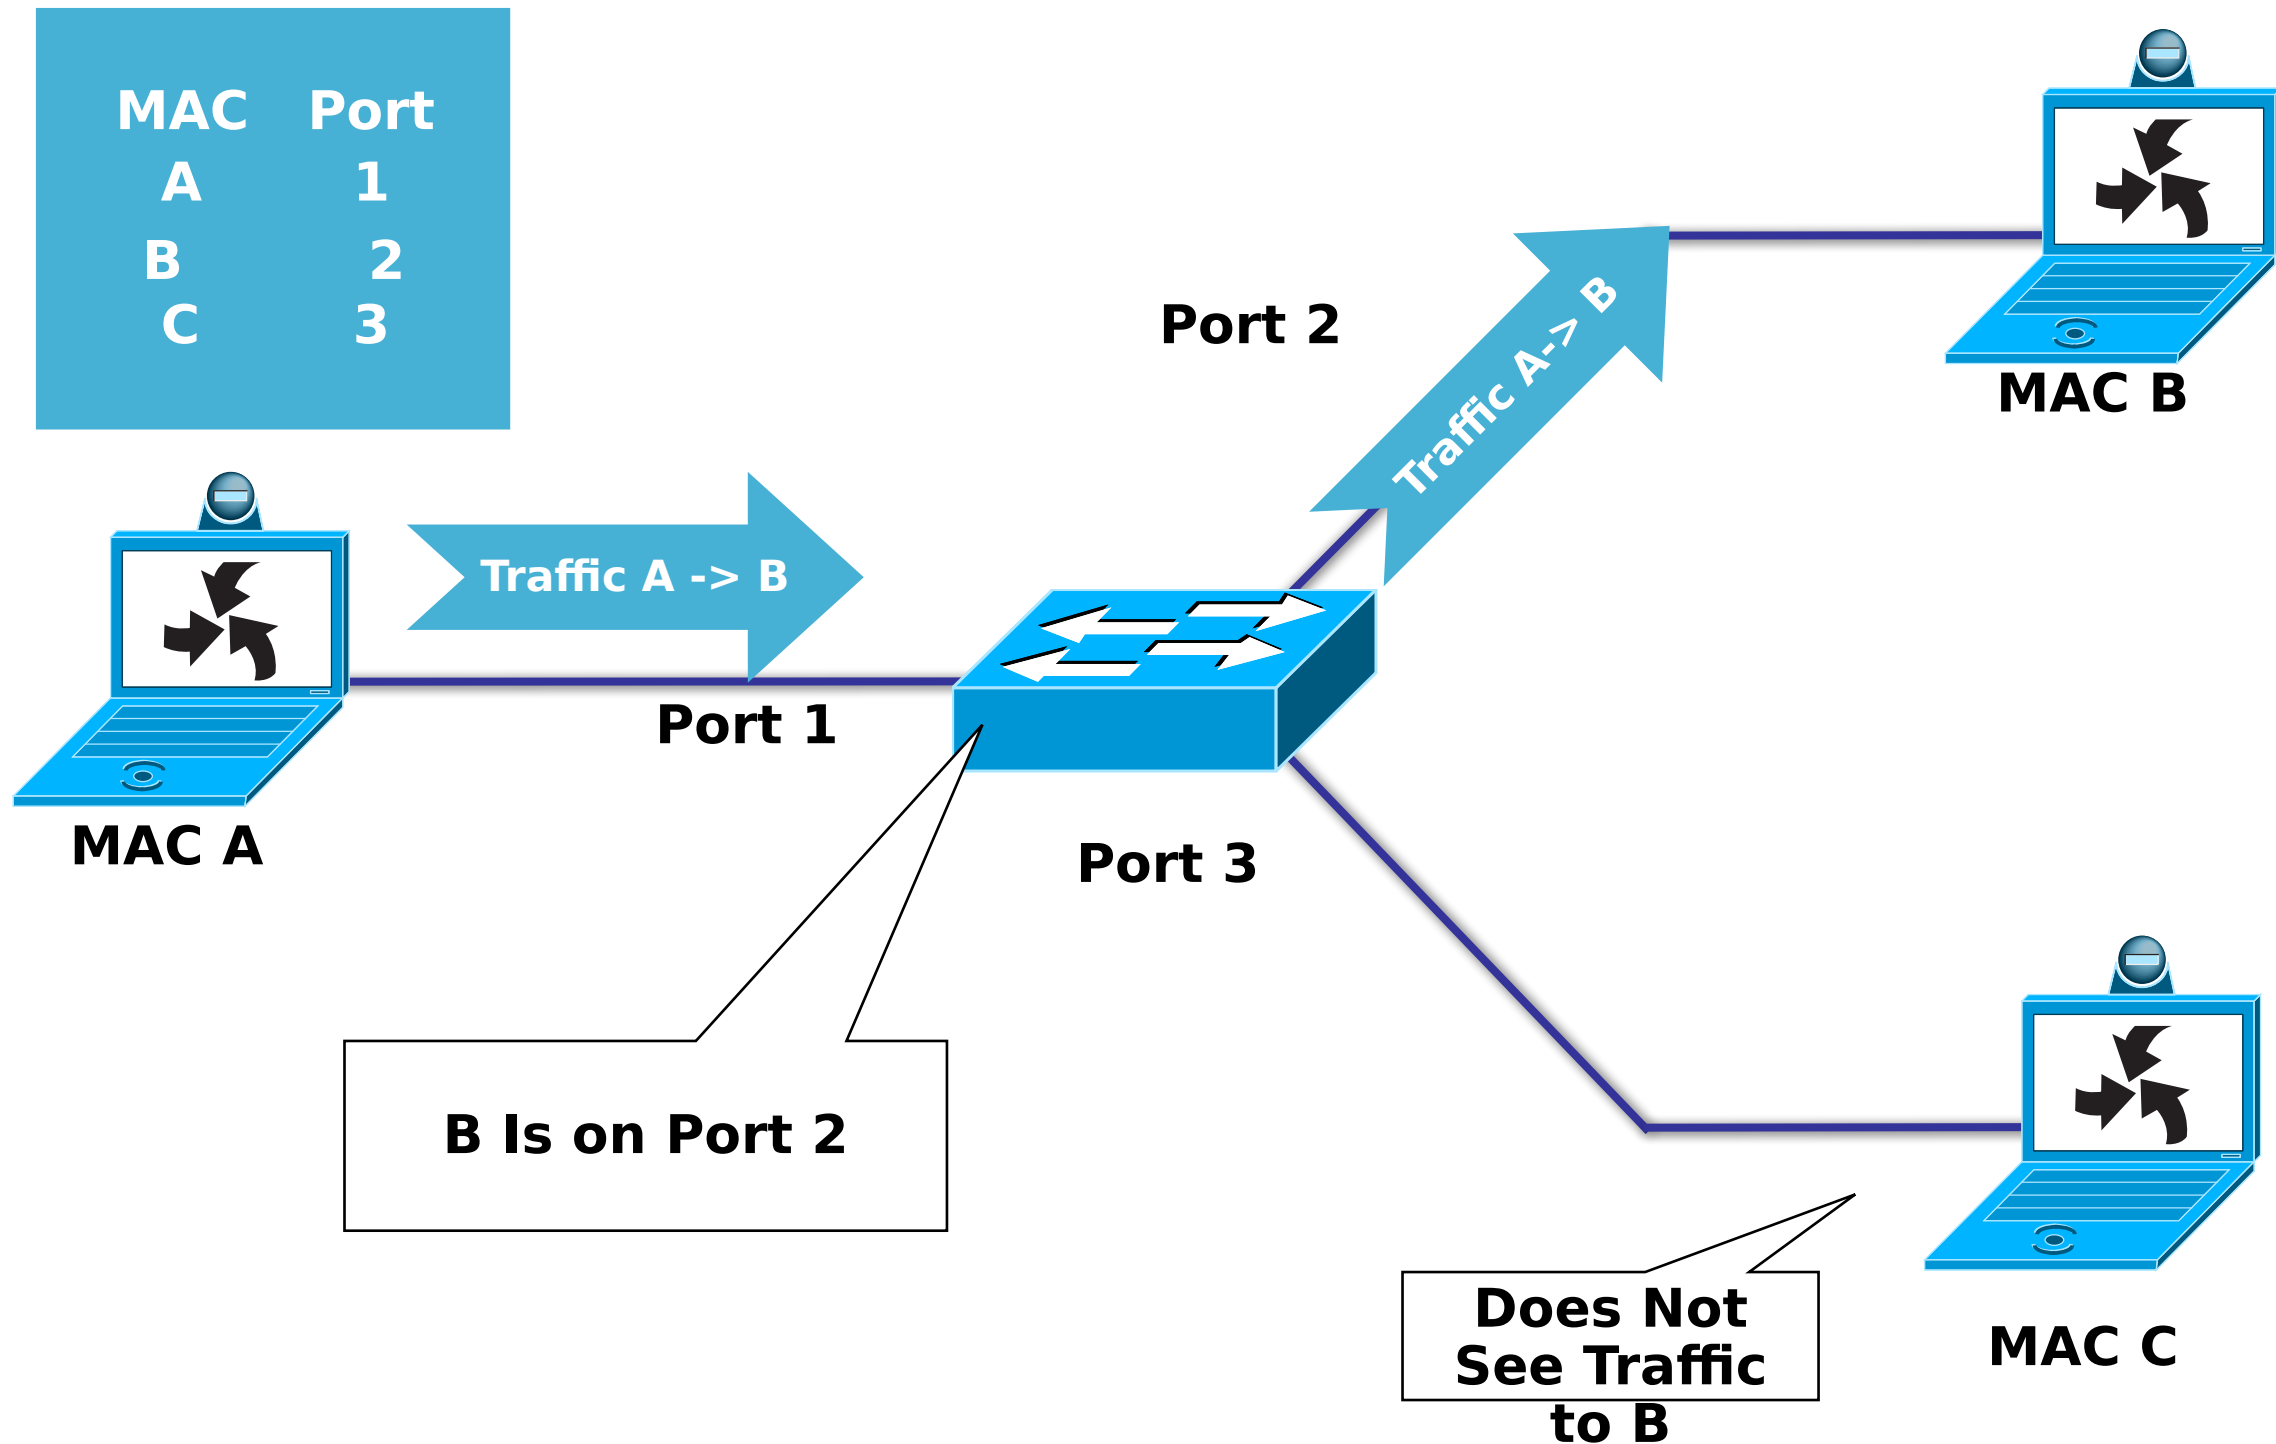 MAC Port
A 1
B 2
C 3
Port 2
Traffic A-> B
MAC B
Traffic A -> B
Port 1
MAC A
Port 3
B Is on Port 2
Does Not
See Traffic
to B
MAC C